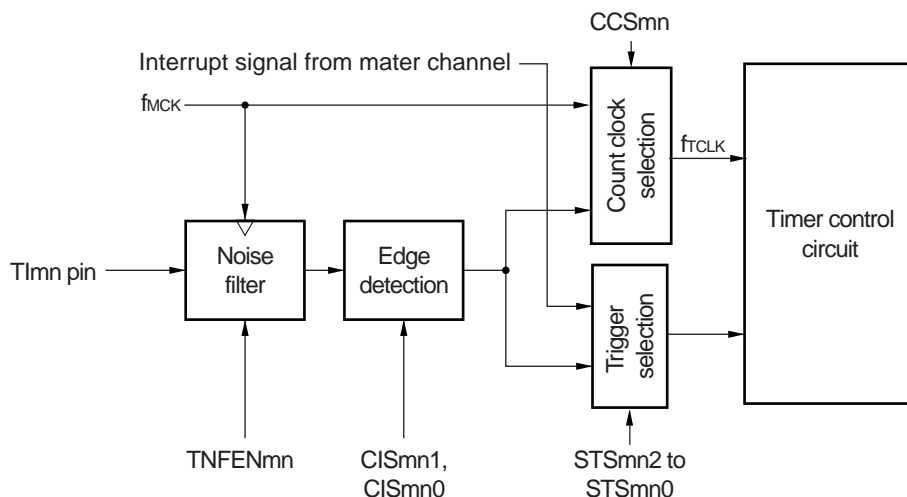 CCSmn
Interrupt signal from mater channel
fMCK
Count clock
selection
fTCLK
Timer control
circuit
TImn pin
Noise
filter
Edge
detection
Trigger
selection
TNFENmn
CISmn1,
CISmn0
STSmn2 to
STSmn0